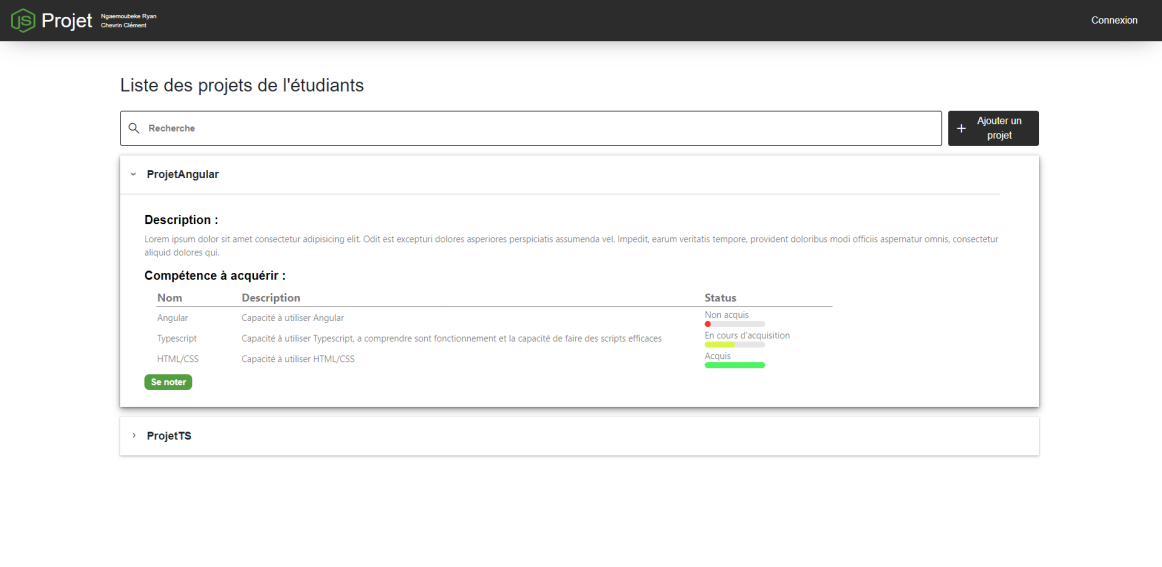 JS Projet
Ngaemoubeke Ryan
Chevrin Clément
Connexion
Liste des projets de l'étudiants
Recherche
Ajouter un
projet
ProjetAngular
Description :
Lorem ipsum dolor sit amet consectetur adipisicing elit. Odit est excepturi dolores asperiores perspiciatis assumenda vel. Impedit, earum veritatis tempore, provident doloribus modi officiis aspernatur omnis, consectetur
aliquid dolores qui.
Compétence à acquérir :
Nom Description Status
Angular Capacité à utiliser Angular Non acquis
Typescript Capacité à utiliser Typescript, a comprendre sont fonctionnement et la capacité de faire des scripts efficaces En cours d'acquisition
HTML/CSS Capacité à utiliser HTML/CSS Acquis
Se noter
ProjetTS